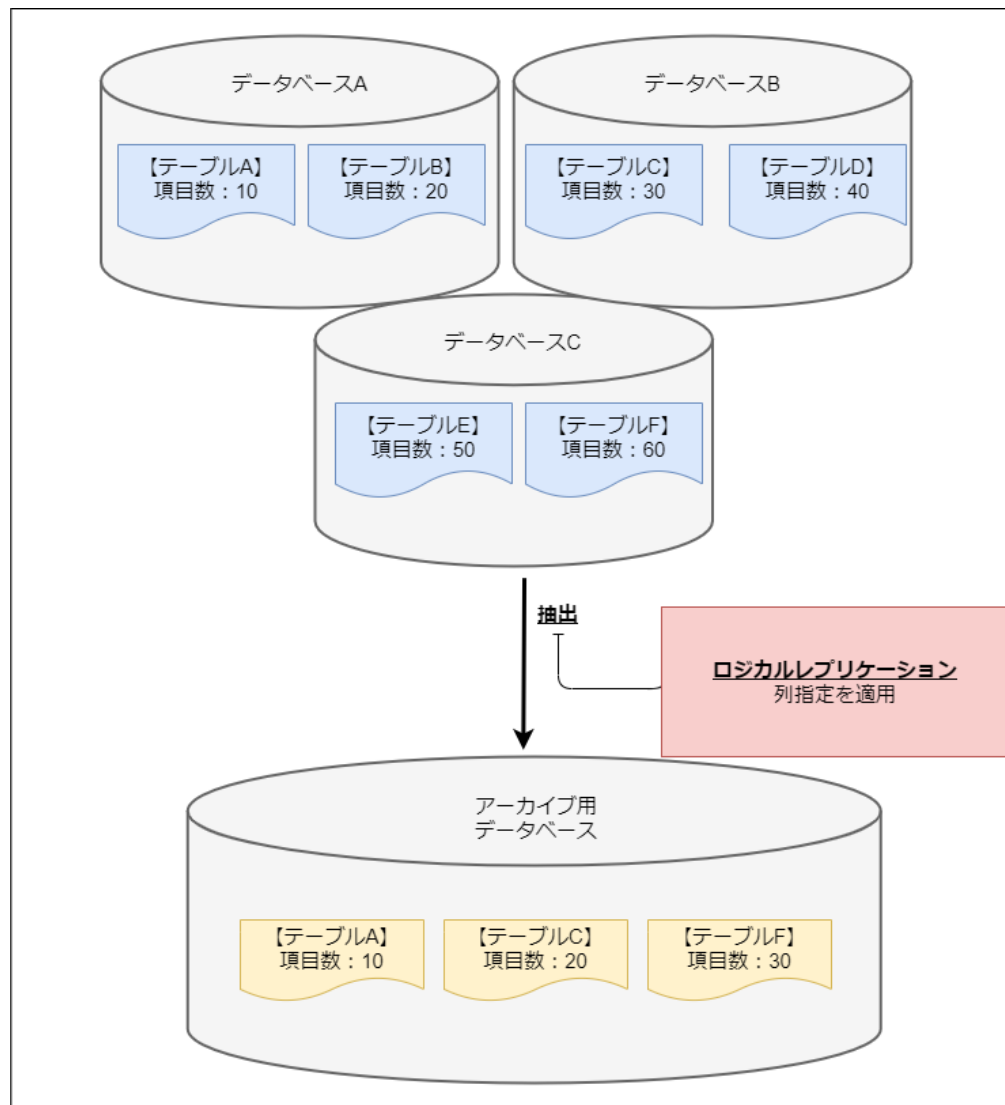 データベースA
データベースB
【テーブルA】
項目数：10
【テーブルB】
項目数：20
【テーブルC】
項目数：30
【テーブルD】
項目数：40
データベースC
【テーブルE】
項目数：50
【テーブルF】
項目数：60
抽出
ロジカルレプリケーション
列指定を適用
アーカイブ用
データベース
【テーブルA】
項目数：10
【テーブルC】
項目数：20
【テーブルF】
項目数：30